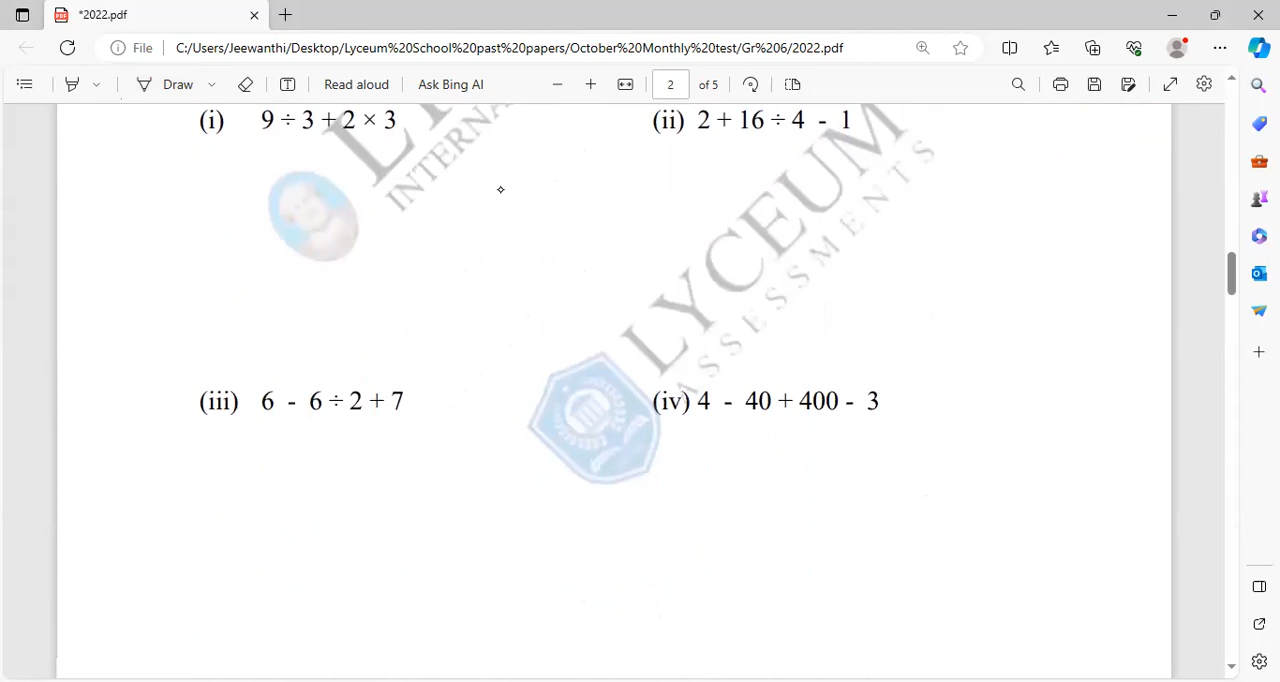 *2022.pdf
File
C:/Users/Jeewanthi/Desktop/Lyceum%20School%20past%20papers/October%20Monthly%20test/Gr%206/2022.pdf
Draw
Read aloud
Ask Bing AI
2 of 5
(i) 9 ÷ 3 + 2 × 3
(ii) 2 + 16 ÷ 4 - 1
INTERNA
LYCEUM
ASSESSMENTS
(iii) 6 - 6 ÷ 2 + 7
(iv) 4 - 40 + 400 - 3